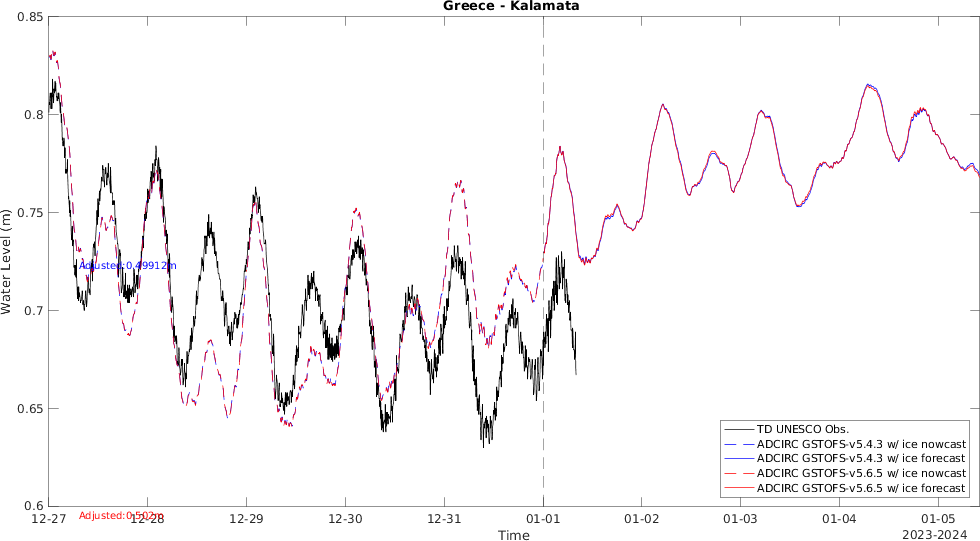 Greece - Kalamata
0.85
0.8
0.75
0.7
0.65
0.6
Water Level (m)
Adjusted:0.49912m
Adjusted:0.502m
TD UNESCO Obs.
ADCIRC GSTOFS-v5.4.3 w/ ice nowcast
ADCIRC GSTOFS-v5.4.3 w/ ice forecast
ADCIRC GSTOFS-v5.6.5 w/ ice nowcast
ADCIRC GSTOFS-v5.6.5 w/ ice forecast
12-27 12-28 12-29 12-30 12-31 01-01 01-02 01-03 01-04 01-05
Time
2023-2024